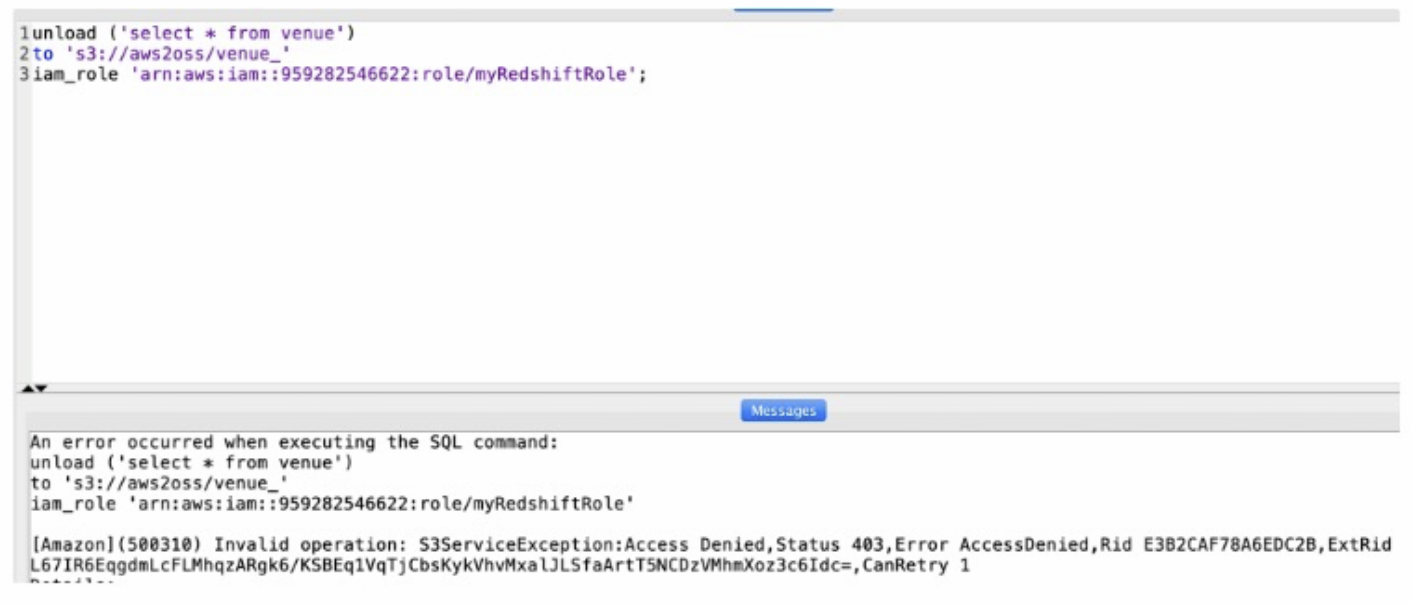 1unload ('select * from venue')
2to 's3://aws2oss/venue_'
3iam_role 'arn:aws:iam::959282546622:role/myRedshiftRole';
Messages
An error occurred when executing the SQL command:
unload ('select * from venue')
to 's3://aws2oss/venue_'
iam_role 'arn:aws:iam::959282546622:role/myRedshiftRole'
[Amazon](500310) Invalid operation: S3ServiceException:Access Denied,Status 403,Error AccessDenied,Rid E3B2CAF78A6EDC2B,ExtRid
L67IR6EqgdmLcFLMhqzARgk6/KSBEq1VqTjCbsKykVhvMxalJLSfaArtT5NCDzVMhmXoz3c6Idc=,CanRetry 1